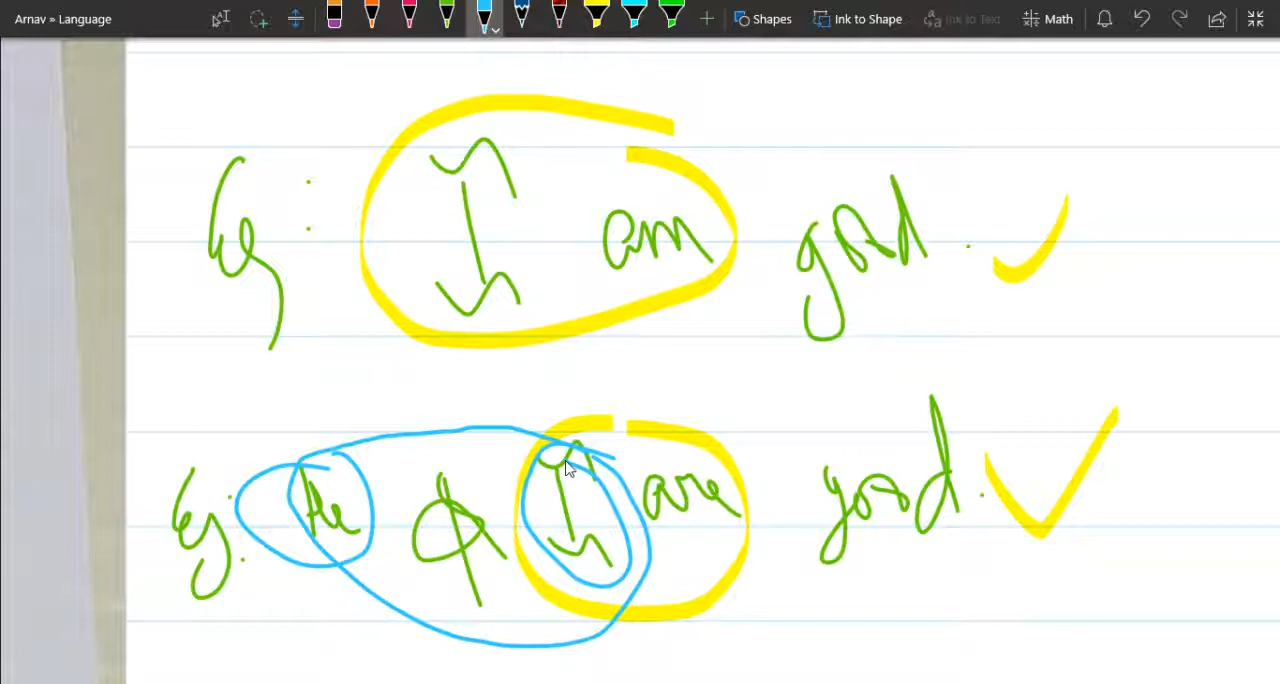 Arnav » Language Shapes Ink to Shape Ink to Text Math
Eg: I am good.
Eg: He & I are good.